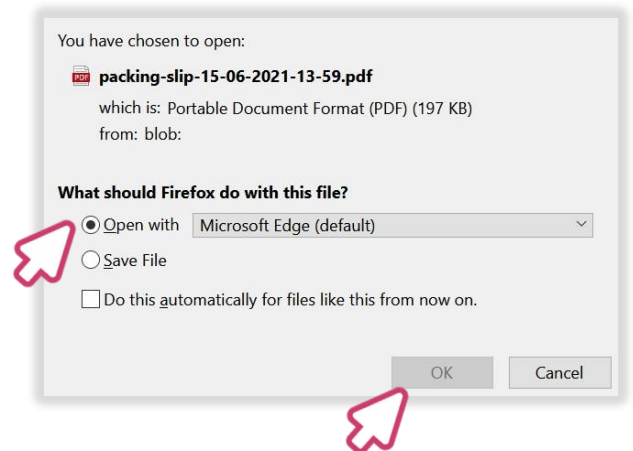 You have chosen to open:
PDF packing-slip-15-06-2021-13-59.pdf
which is: Portable Document Format (PDF) (197 KB)
from: blob:
What should Firefox do with this file?
Open with Microsoft Edge (default)
Save File
Do this automatically for files like this from now on.
OK Cancel